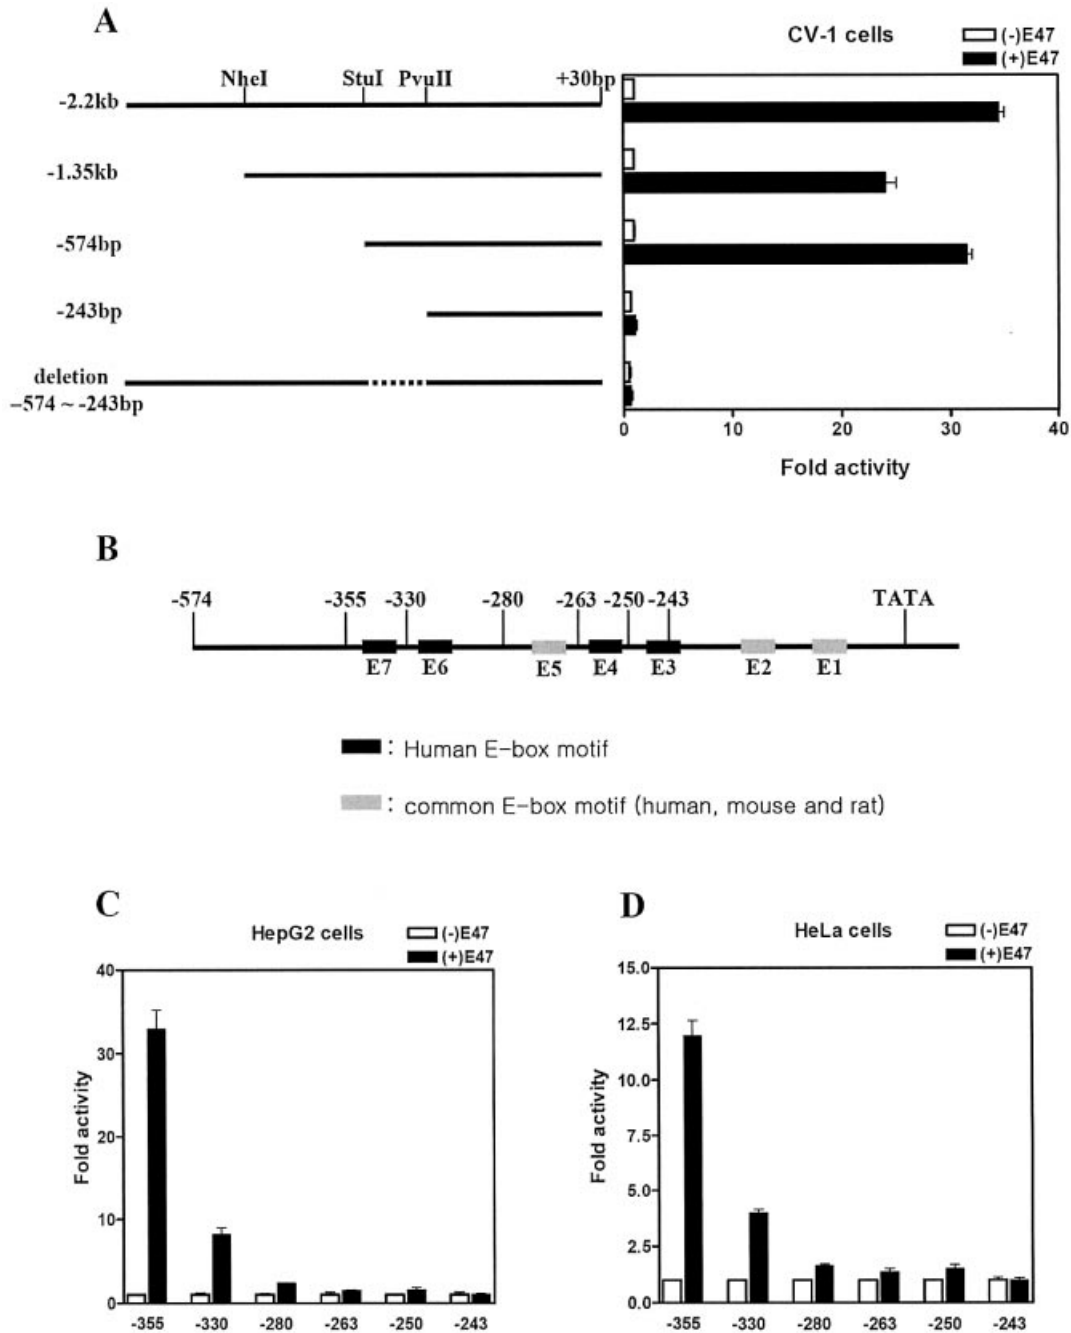 A
CV-1 cells
(-)E47
(+)E47
NheI StuI PvuII +30bp
-2.2kb
-1.35kb
-574bp
-243bp
deletion
–574 ~ -243bp
0 10 20 30 40
Fold activity
B
-574 -355 -330 -280 -263 -250 -243 TATA
E7 E6 E5 E4 E3 E2 E1
: Human E-box motif
: common E-box motif (human, mouse and rat)
C
HepG2 cells
(-)E47
(+)E47
40
30
20
10
0
Fold activity
-355 -330 -280 -263 -250 -243
D
HeLa cells
(-)E47
(+)E47
15.0
12.5
10.0
7.5
5.0
2.5
0.0
Fold activity
-355 -330 -280 -263 -250 -243